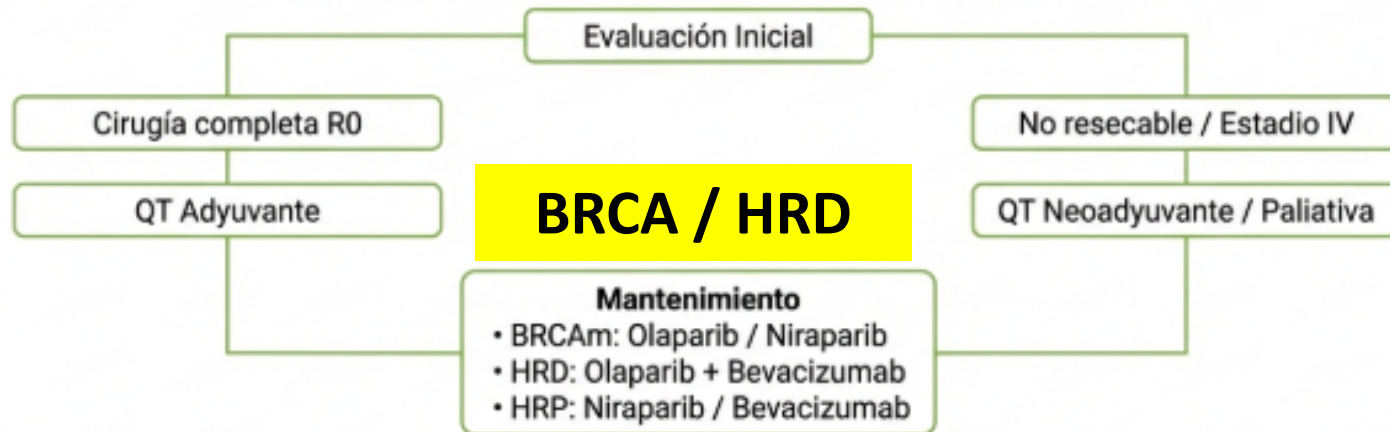 Evaluación Inicial
Cirugía completa R0
No resecable / Estadio IV
QT Adyuvante
BRCA / HRD
QT Neoadyuvante / Paliativa
Mantenimiento
• BRCAm: Olaparib / Niraparib
• HRD: Olaparib + Bevacizumab
• HRP: Niraparib / Bevacizumab